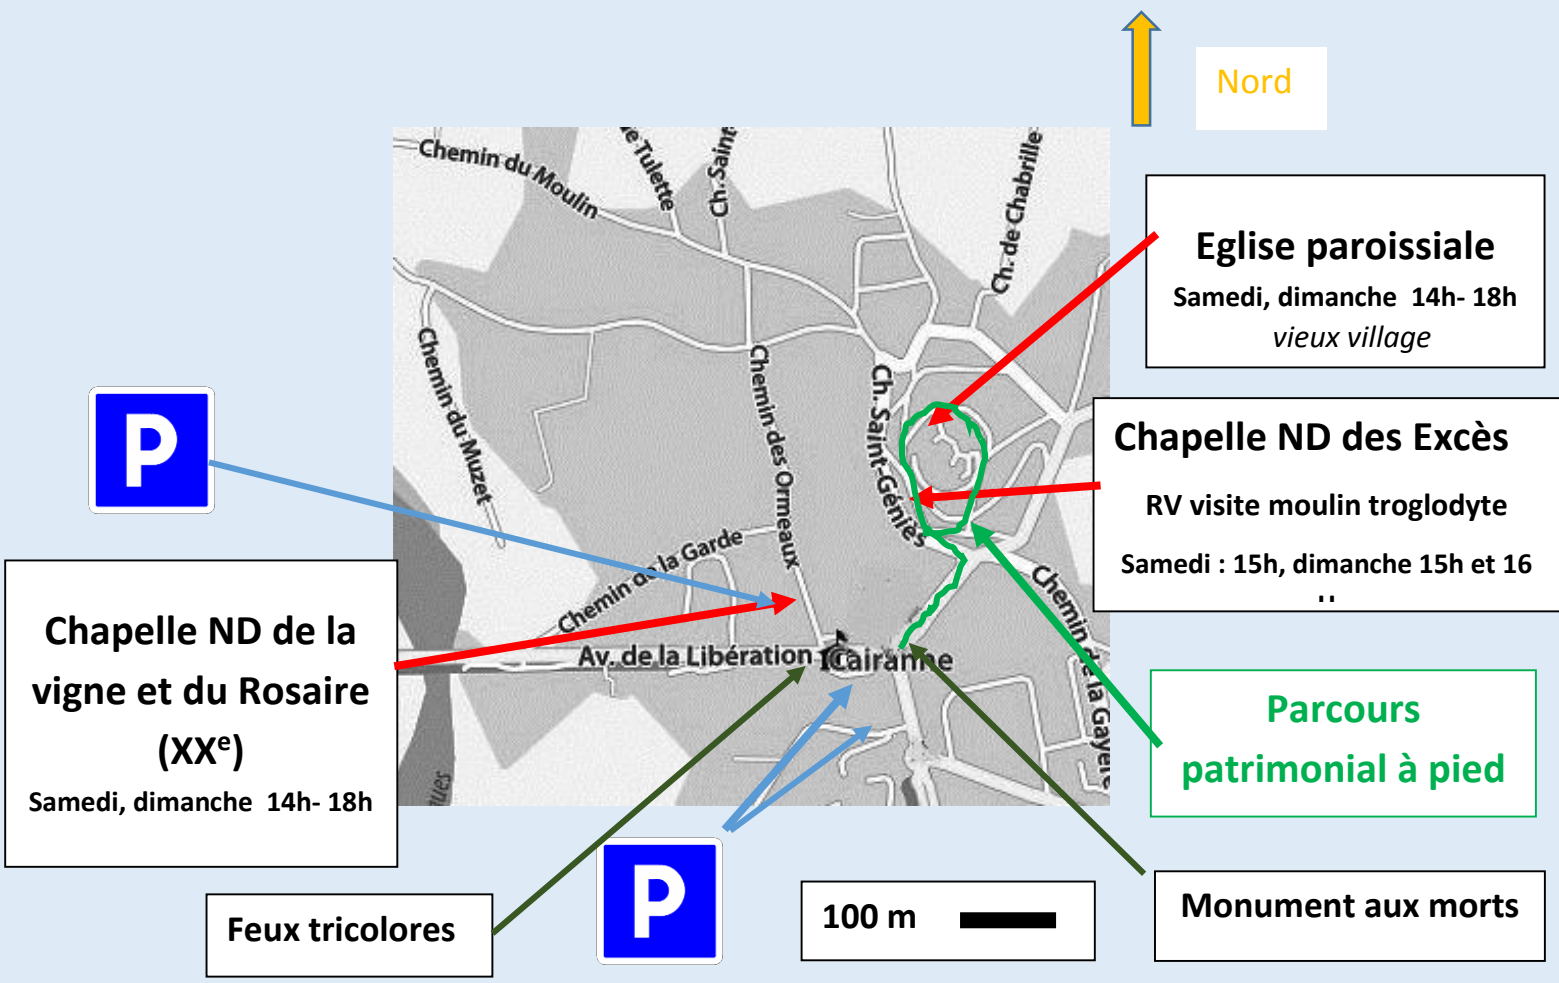 Nord
Chemin du Moulin
Tulette
Ch. Saint
Ch. de Chabrille
Eglise paroissiale
Samedi, dimanche 14h- 18h
vieux village
Chemin du Muzet
Chemin des Ormeaux
Ch. Saint-Géniès
P
Chapelle ND des Excès
RV visite moulin troglodyte
Samedi : 15h, dimanche 15h et 16
Chemin de la Garde
Chemin de la Gayère
Chapelle ND de la
vigne et du Rosaire
(XXe)
Samedi, dimanche 14h- 18h
Av. de la Libération
Cairanne
Parcours
patrimonial à pied
ques
P
Feux tricolores
100 m
Monument aux morts